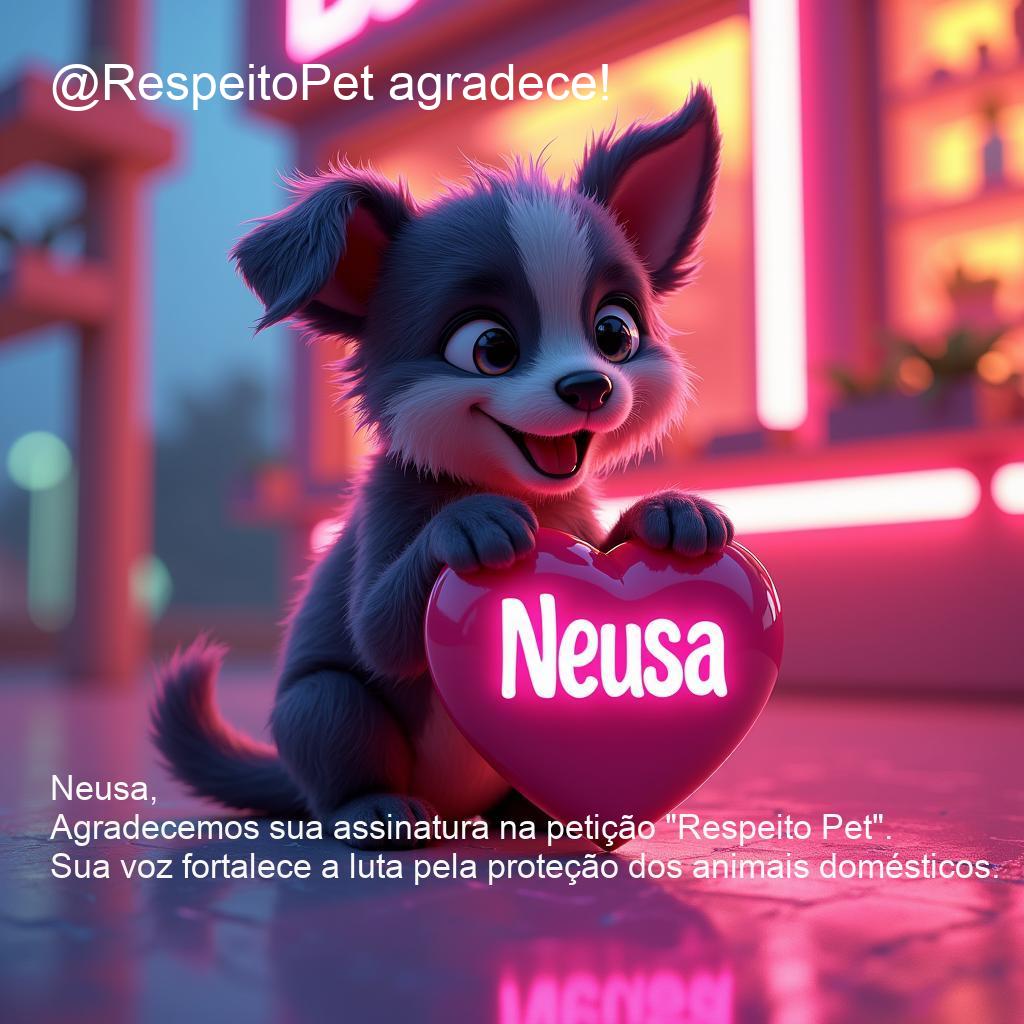 @RespeitoPet agradece!
Neusa
Neusa,
Agradecemos sua assinatura na petição "Respeito Pet".
Sua voz fortalece a luta pela proteção dos animais domésticos.